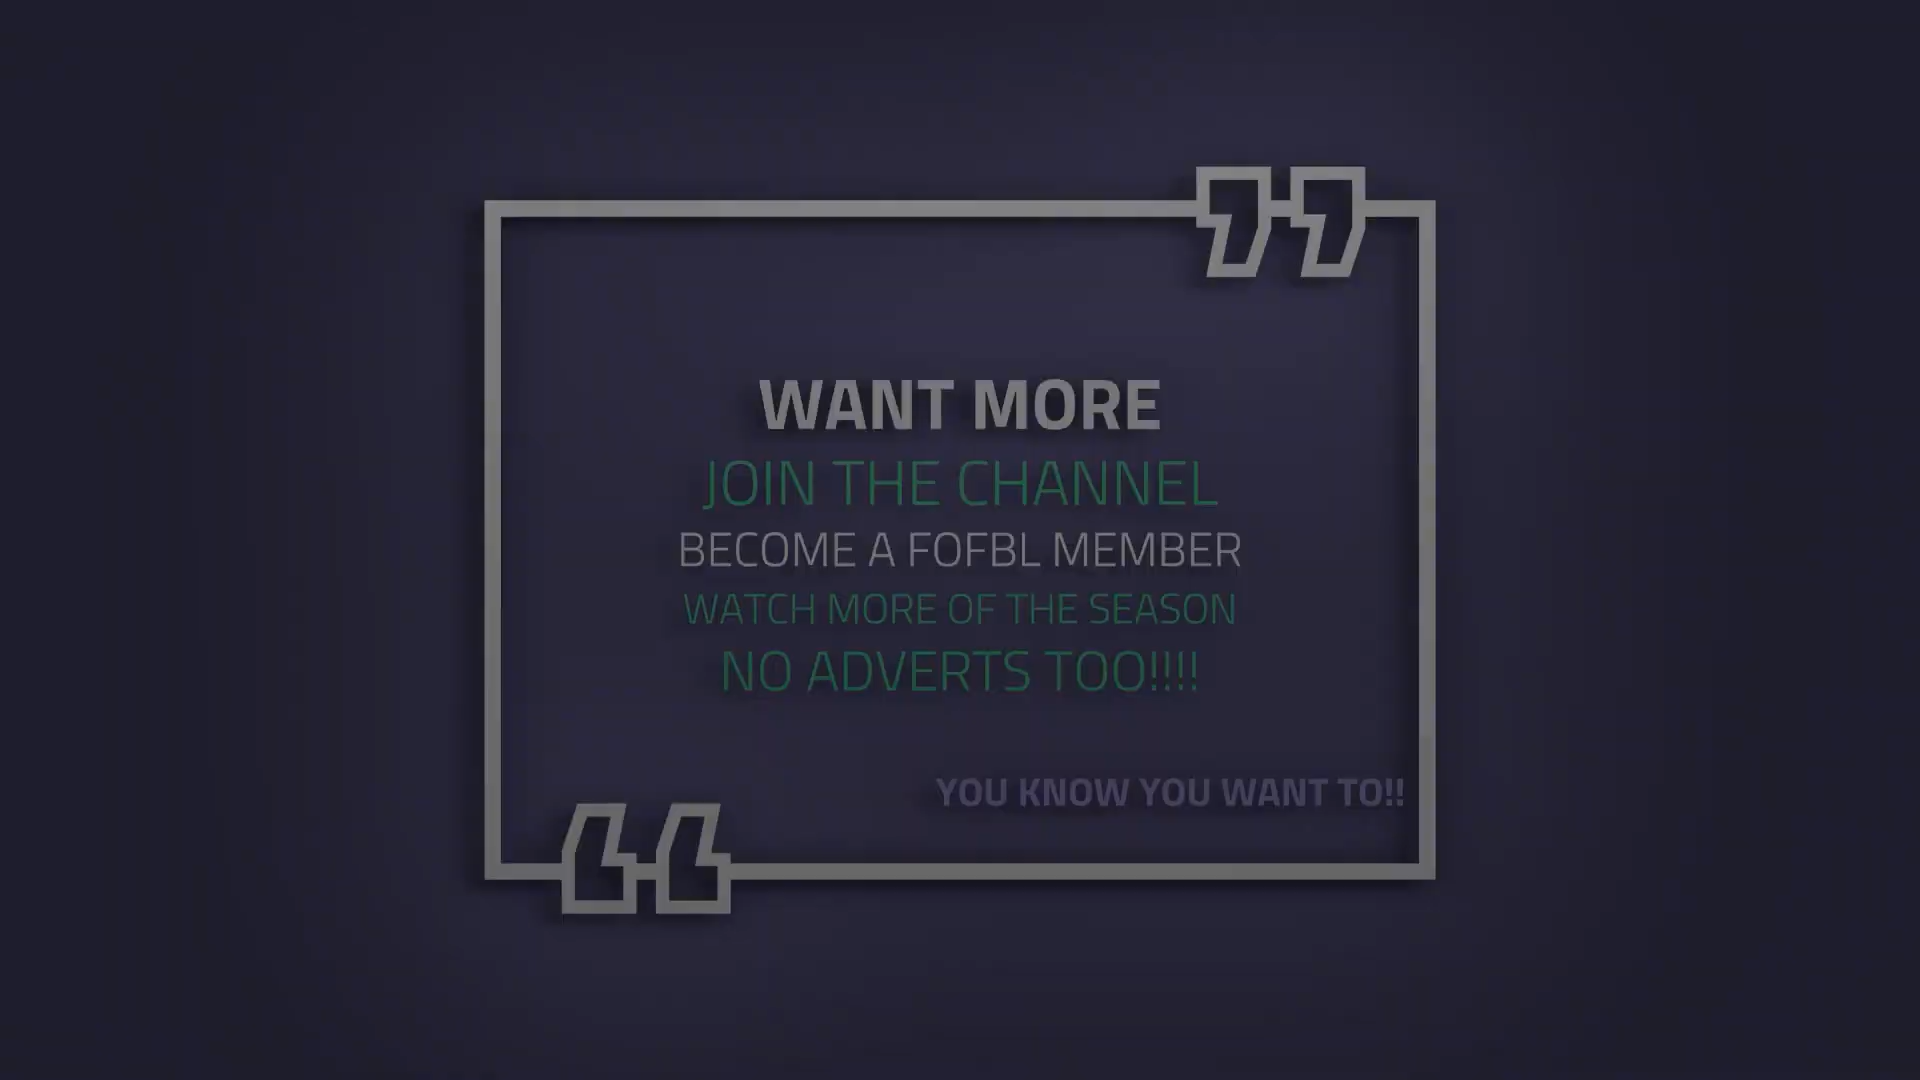 WANT MORE
JOIN THE CHANNEL
BECOME A FOFBL MEMBER
WATCH MORE OF THE SEASON
NO ADVERTS TOO!!!!
YOU KNOW YOU WANT TO!!